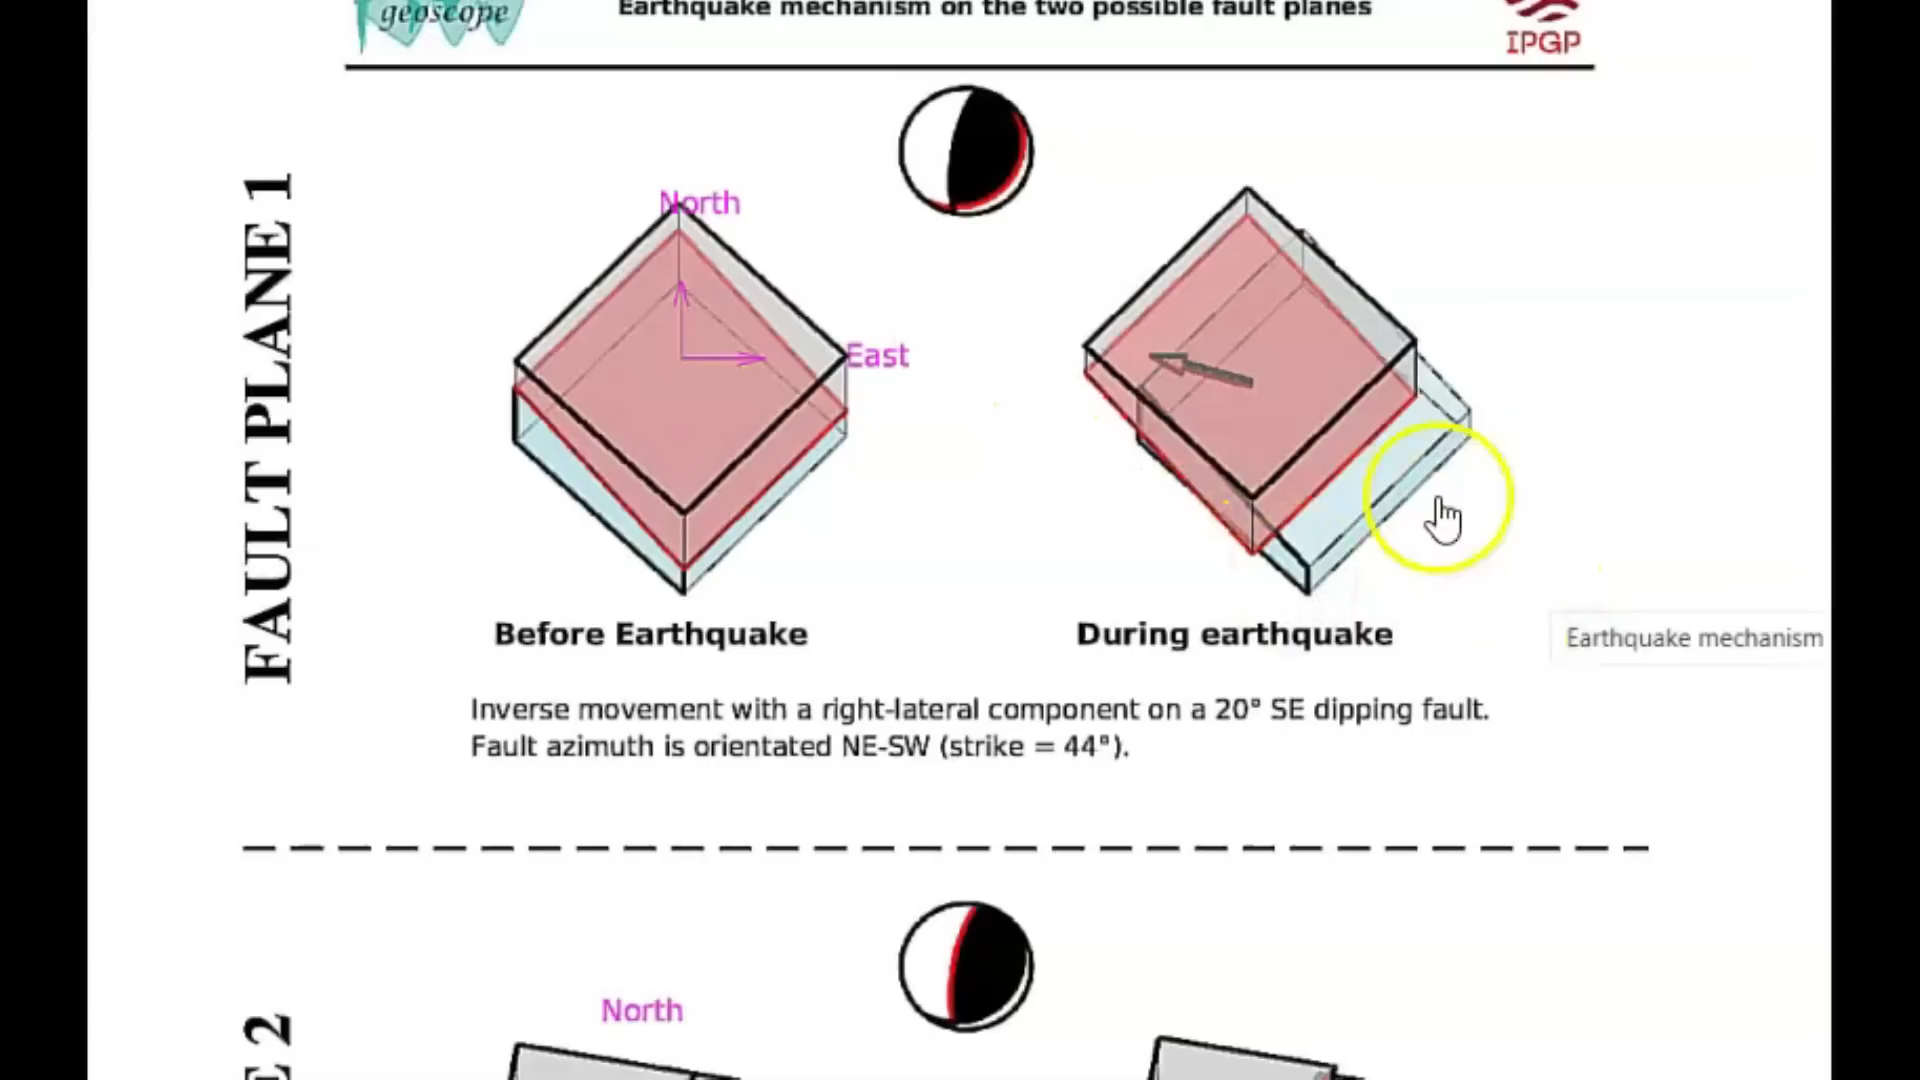 geoscope
Earthquake mechanism on the two possible fault planes
IPGP
FAULT PLANE 1
North
East
Before Earthquake
During earthquake
Earthquake mechanism
Inverse movement with a right-lateral component on a 20° SE dipping fault.
Fault azimuth is orientated NE-SW (strike = 44°).
E 2
North